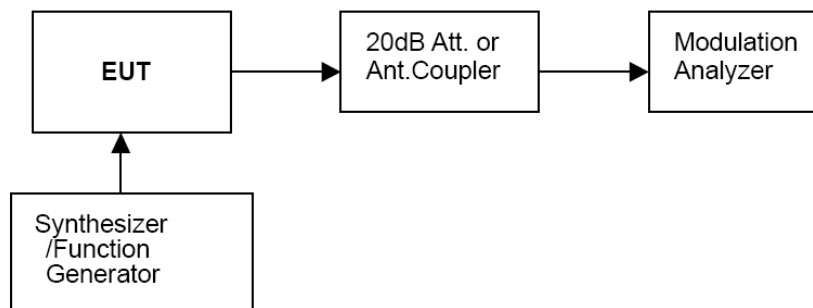 EUT
20dB Att. or
Ant.Coupler
Modulation
Analyzer
Synthesizer
/Function
Generator